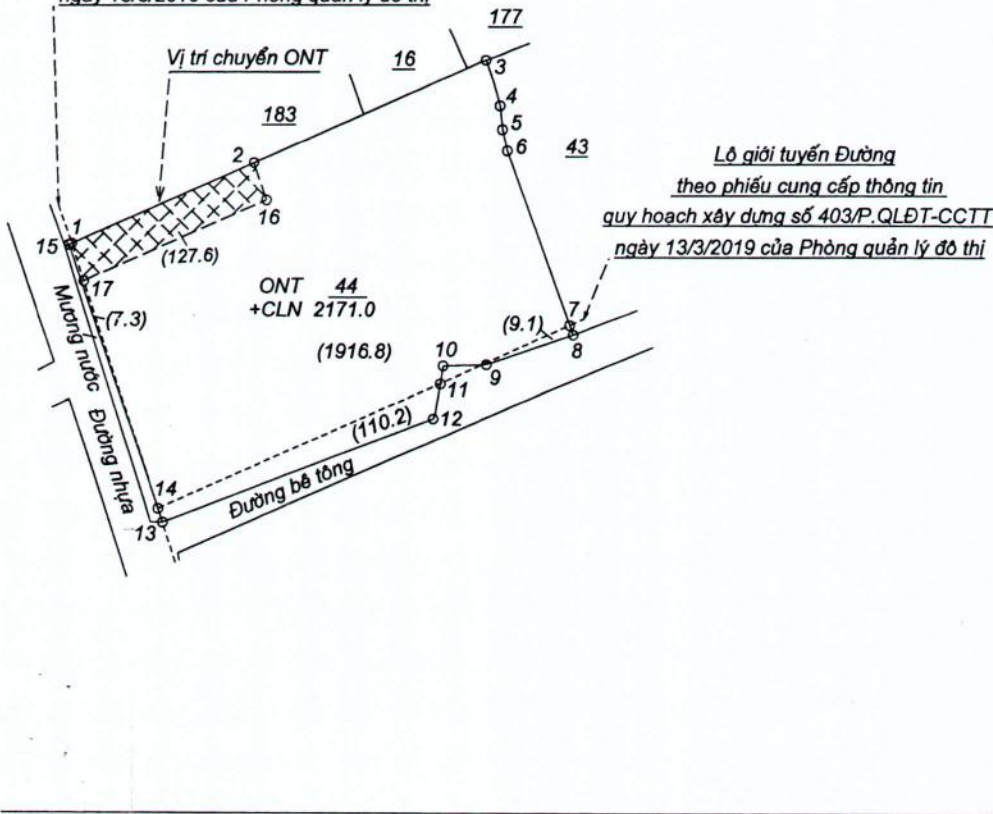 177
Vị trí chuyển ONT
16
3
4
183
5
6
43
2
Lộ giới tuyến Đường
theo phiếu cung cấp thông tin
quy hoạch xây dựng số 403/P.QLĐT-CCTT
ngày 13/3/2019 của Phòng quản lý đô thị
16
1
15
(127.6)
17
ONT 44
+CLN 2171.0
(7.3)
7
(9.1)
8
(1916.8)
10
9
11
12
(110.2)
Mương nước
Đường nhựa
14
Đường bê tông
13